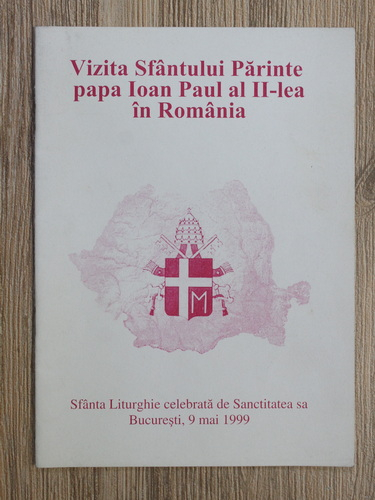 Vizita Sfântului Părinte
papa Ioan Paul al II-lea
în România
M
Sfânta Liturghie celebrată de Sanctitatea sa
Bucureşti, 9 mai 1999